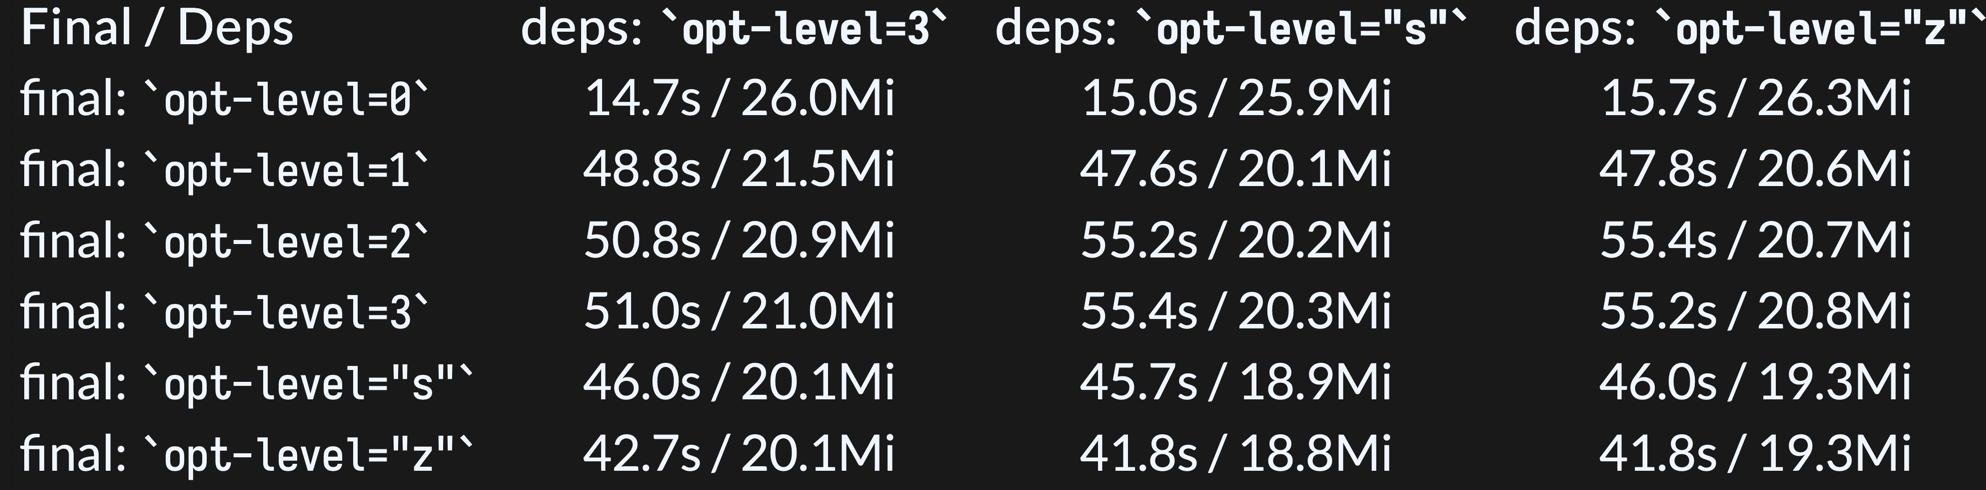 Final / Deps deps: `opt-level=3` deps: `opt-level="s"` deps: `opt-level="z"`
final: `opt-level=0` 14.7s / 26.0Mi 15.0s / 25.9Mi 15.7s / 26.3Mi
final: `opt-level=1` 48.8s / 21.5Mi 47.6s / 20.1Mi 47.8s / 20.6Mi
final: `opt-level=2` 50.8s / 20.9Mi 55.2s / 20.2Mi 55.4s / 20.7Mi
final: `opt-level=3` 51.0s / 21.0Mi 55.4s / 20.3Mi 55.2s / 20.8Mi
final: `opt-level="s"` 46.0s / 20.1Mi 45.7s / 18.9Mi 46.0s / 19.3Mi
final: `opt-level="z"` 42.7s / 20.1Mi 41.8s / 18.8Mi 41.8s / 19.3Mi